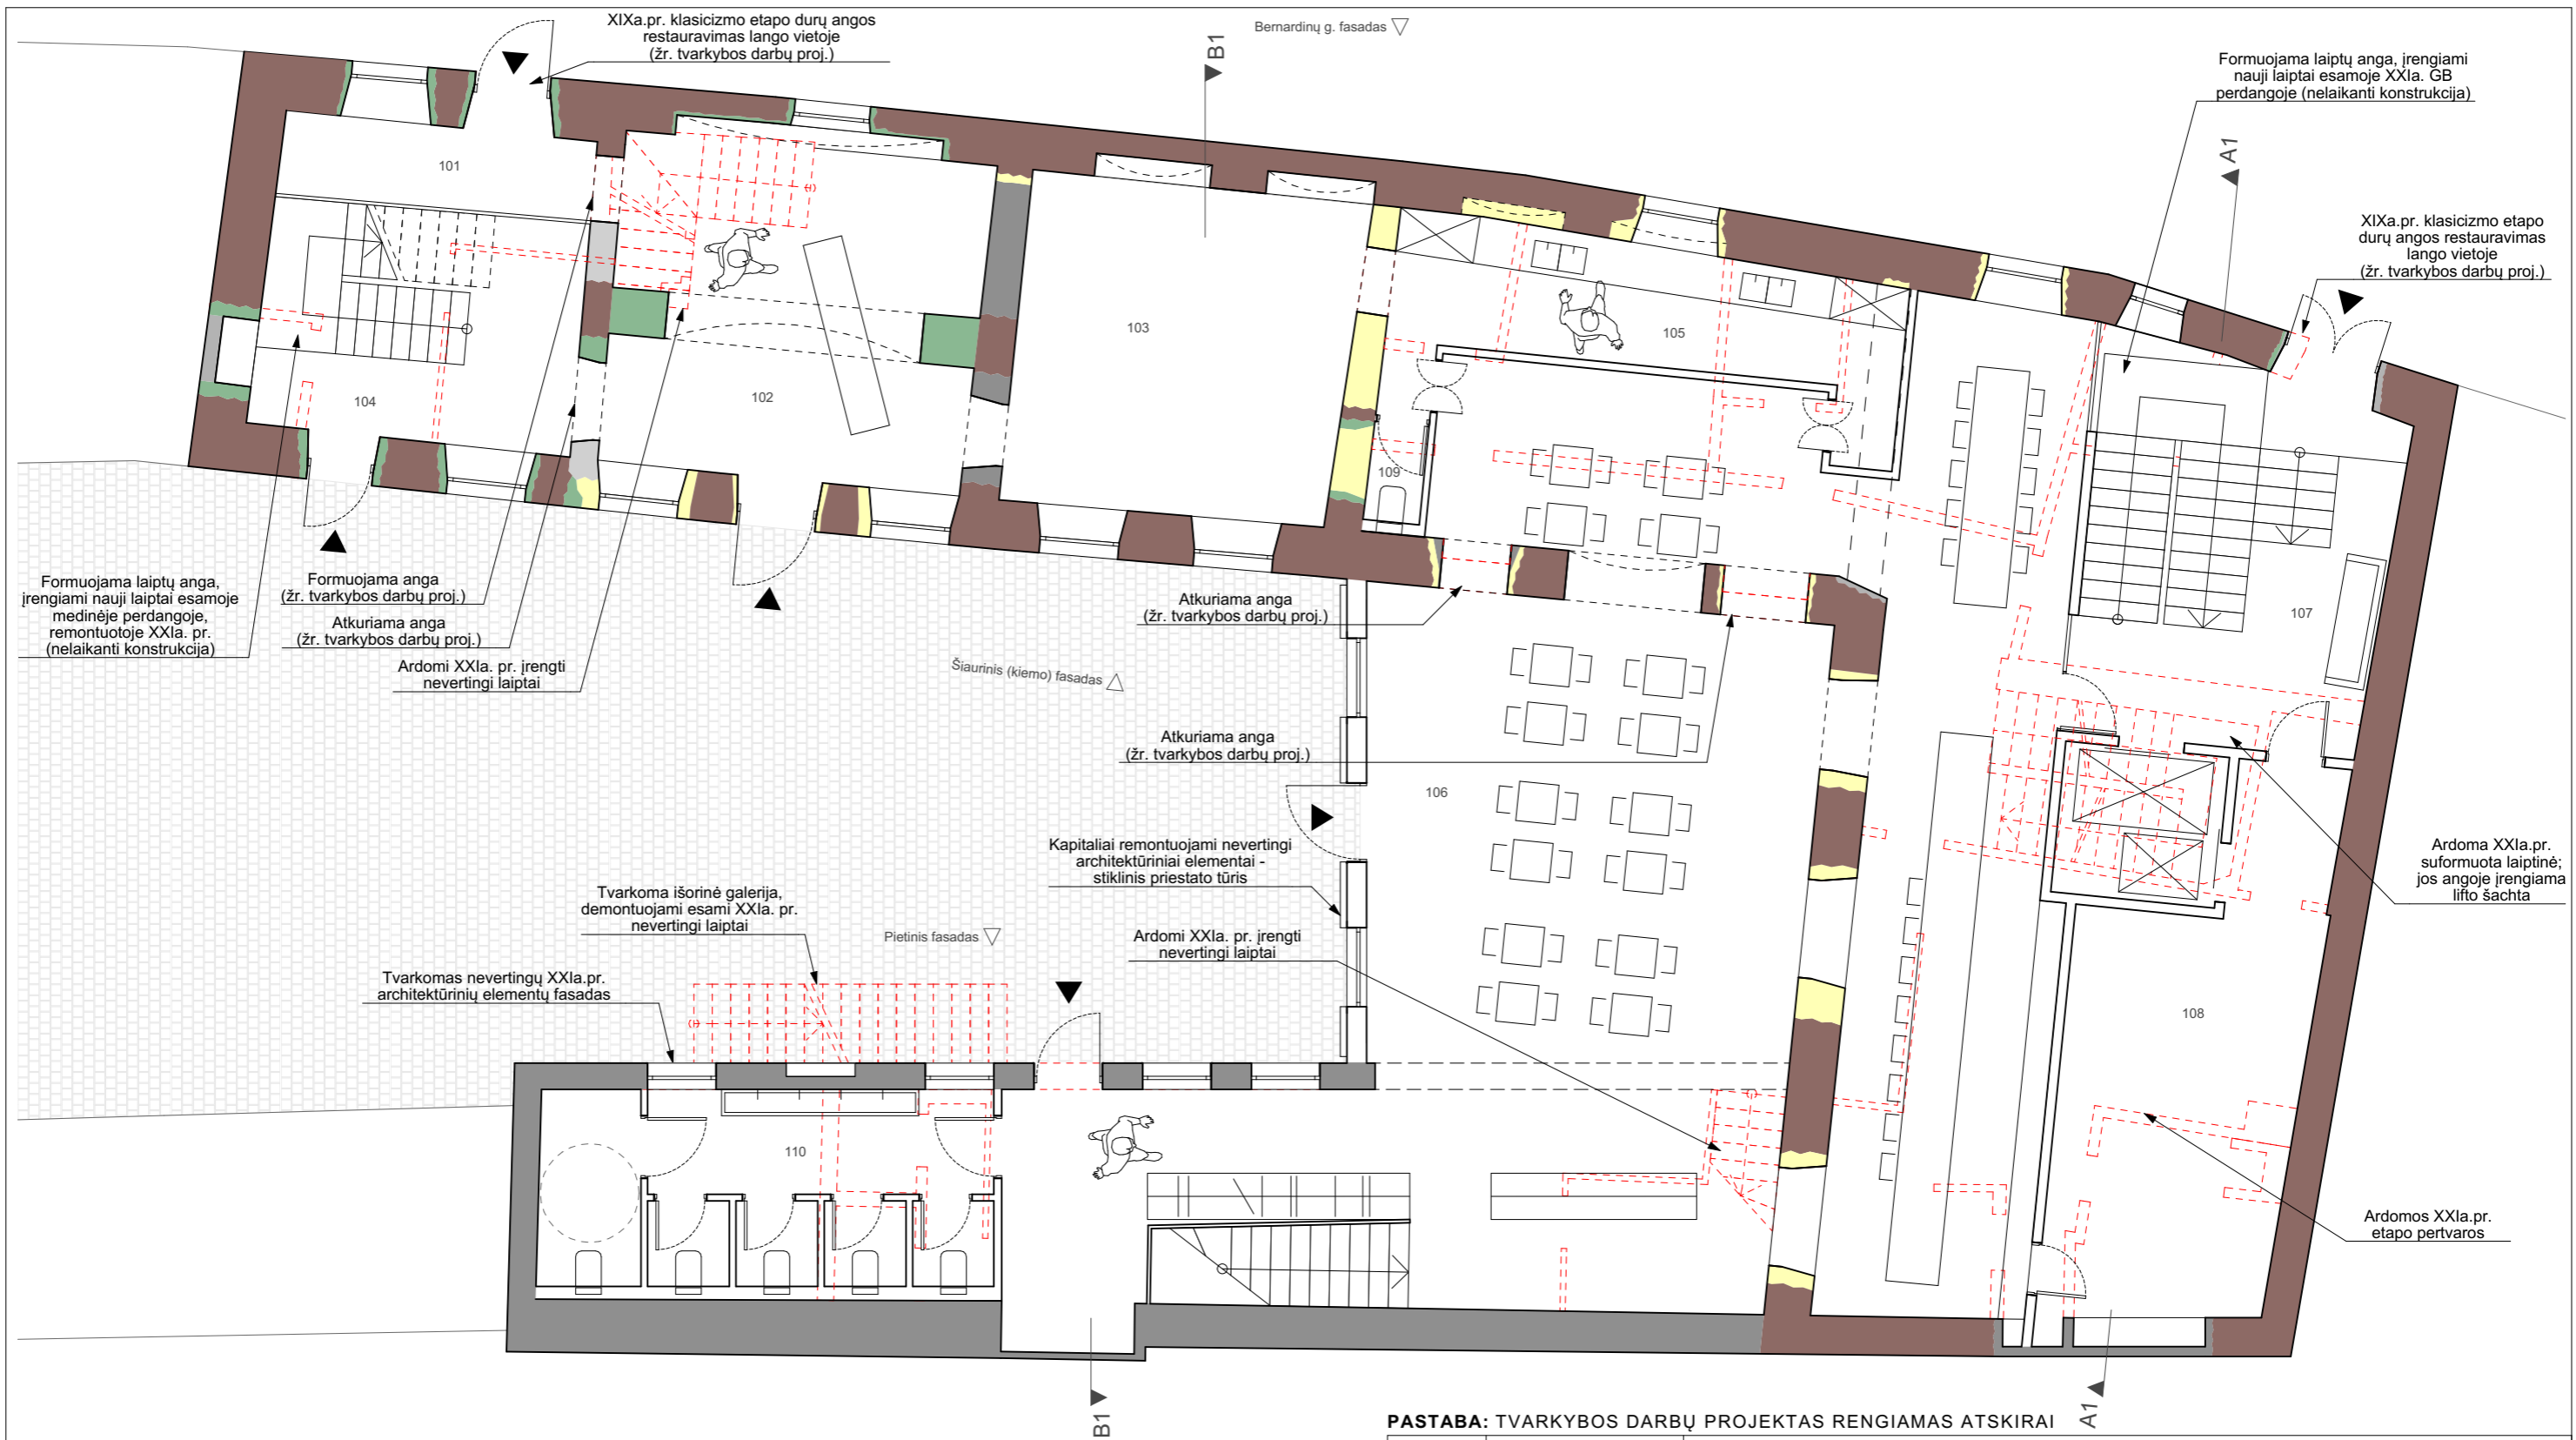 XIXa.pr. klasicizmo etapo durų angos
restauravimas lango vietoje
(žr. tvarkybos darbų proj.)
Bernardinų g. fasadas
B1
Formuojama laiptų anga, įrengiami
nauji laiptai esamoje XXIa. GB
perdangoje (nelaikanti konstrukcija)
A1
XIXa.pr. klasicizmo etapo
durų angos restauravimas
lango vietoje
(žr. tvarkybos darbų proj.)
101
102
103
104
105
109
107
Formuojama laiptų anga,
įrengiami nauji laiptai esamoje
medinėje perdangoje,
remontuotoje XXIa. pr.
(nelaikanti konstrukcija)
Formuojama anga
(žr. tvarkybos darbų proj.)
Atkuriama anga
(žr. tvarkybos darbų proj.)
Ardomi XXIa. pr. įrengti
nevertingi laiptai
Atkuriama anga
(žr. tvarkybos darbų proj.)
Šiaurinis (kiemo) fasadas
Atkuriama anga
(žr. tvarkybos darbų proj.)
106
Kapitaliai remontuojami nevertingi
architektūriniai elementai -
stiklinis priestato tūris
Ardoma XXIa.pr.
suformuota laiptinė;
jos angoje įrengiama
lifto šachta
Tvarkoma išorinė galerija,
demontuojami esami XXIa. pr.
nevertingi laiptai
Pietinis fasadas
Ardomi XXIa. pr. įrengti
nevertingi laiptai
Tvarkomas nevertingų XXIa.pr.
architektūrinių elementų fasadas
108
110
Ardomos XXIa.pr.
etapo pertvaros
B1
A1
PASTABA: TVARKYBOS DARBŲ PROJEKTAS RENGIAMAS ATSKIRAI